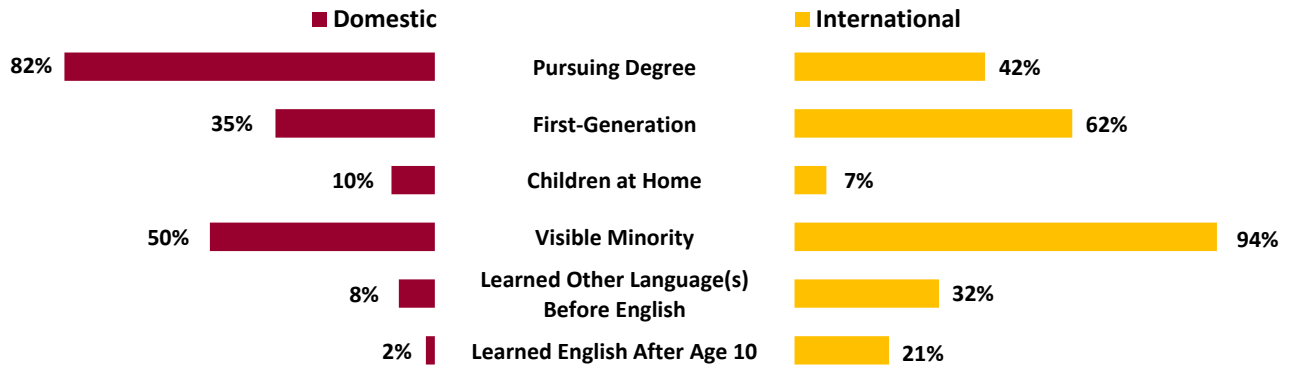 Domestic International
82% Pursuing Degree 42%
35% First-Generation 62%
10% Children at Home 7%
50% Visible Minority 94%
Learned Other Language(s)
8% Before English 32%
2% Learned English After Age 10 21%